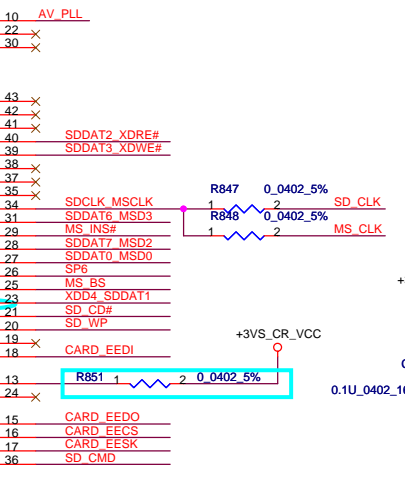 10 AV_PLL
22
30
43
42
41
40 SDDAT2_XDRE#
39 SDDAT3_XDWE#
38
37
35
R847 0_0402_5%
34 SDCLK_MSCLK 1 2 SD_CLK
31 SDDAT6_MSD3 R848 0_0402_5%
29 MS_INS# 1 2 MS_CLK
28 SDDAT7_MSD2
27 SDDAT0_MSD0
26 SP6
25 MS_BS
23 XDD4_SDDAT1
21 SD_CD#
20 SD_WP
+3VS_CR_VCC
19
18 CARD_EEDI
13 R851 1 2 0_0402_5%
24
0.1U_0402_16
15 CARD_EEDO
16 CARD_EECS
17 CARD_EESK
36 SD_CMD